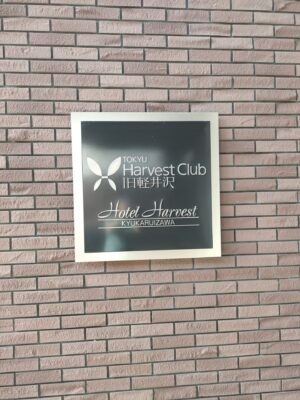 TOKYU
Harvest Club
旧軽井沢
Hotel Harvest
KYUKARUIZAWA